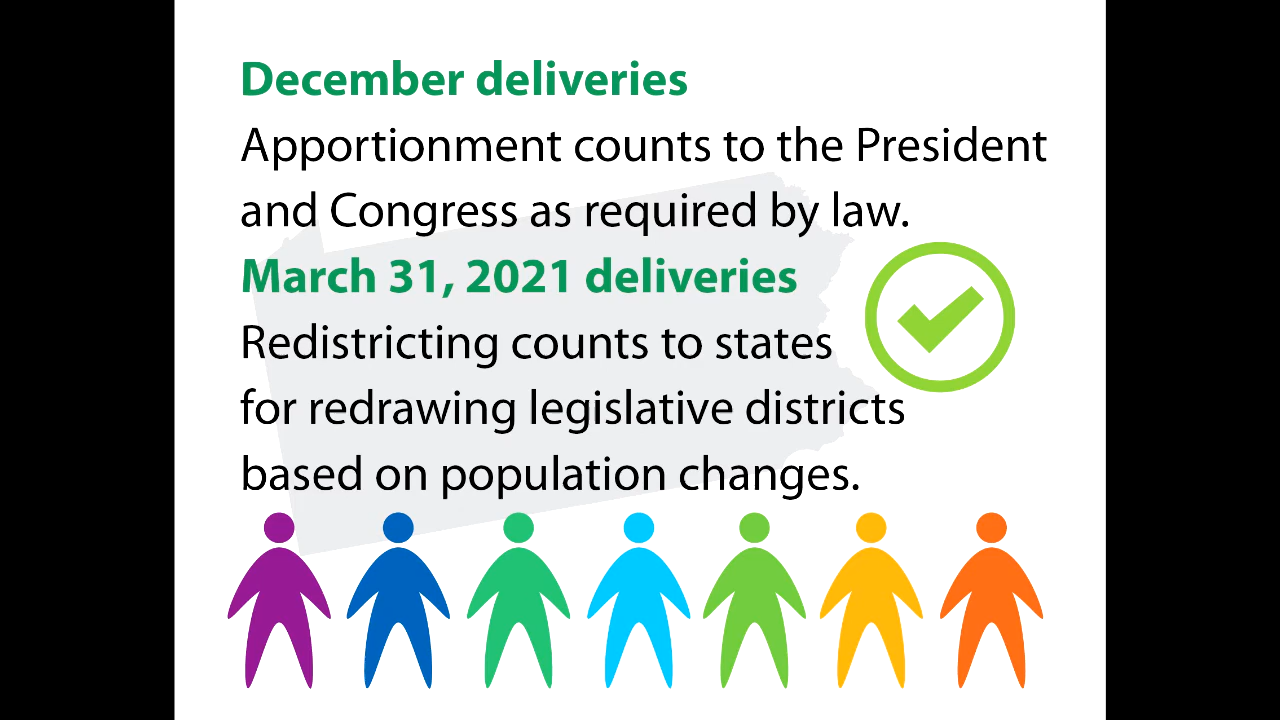 December deliveries
Apportionment counts to the President
and Congress as required by law.
March 31, 2021 deliveries
Redistricting counts to states
for redrawing legislative districts
based on population changes.